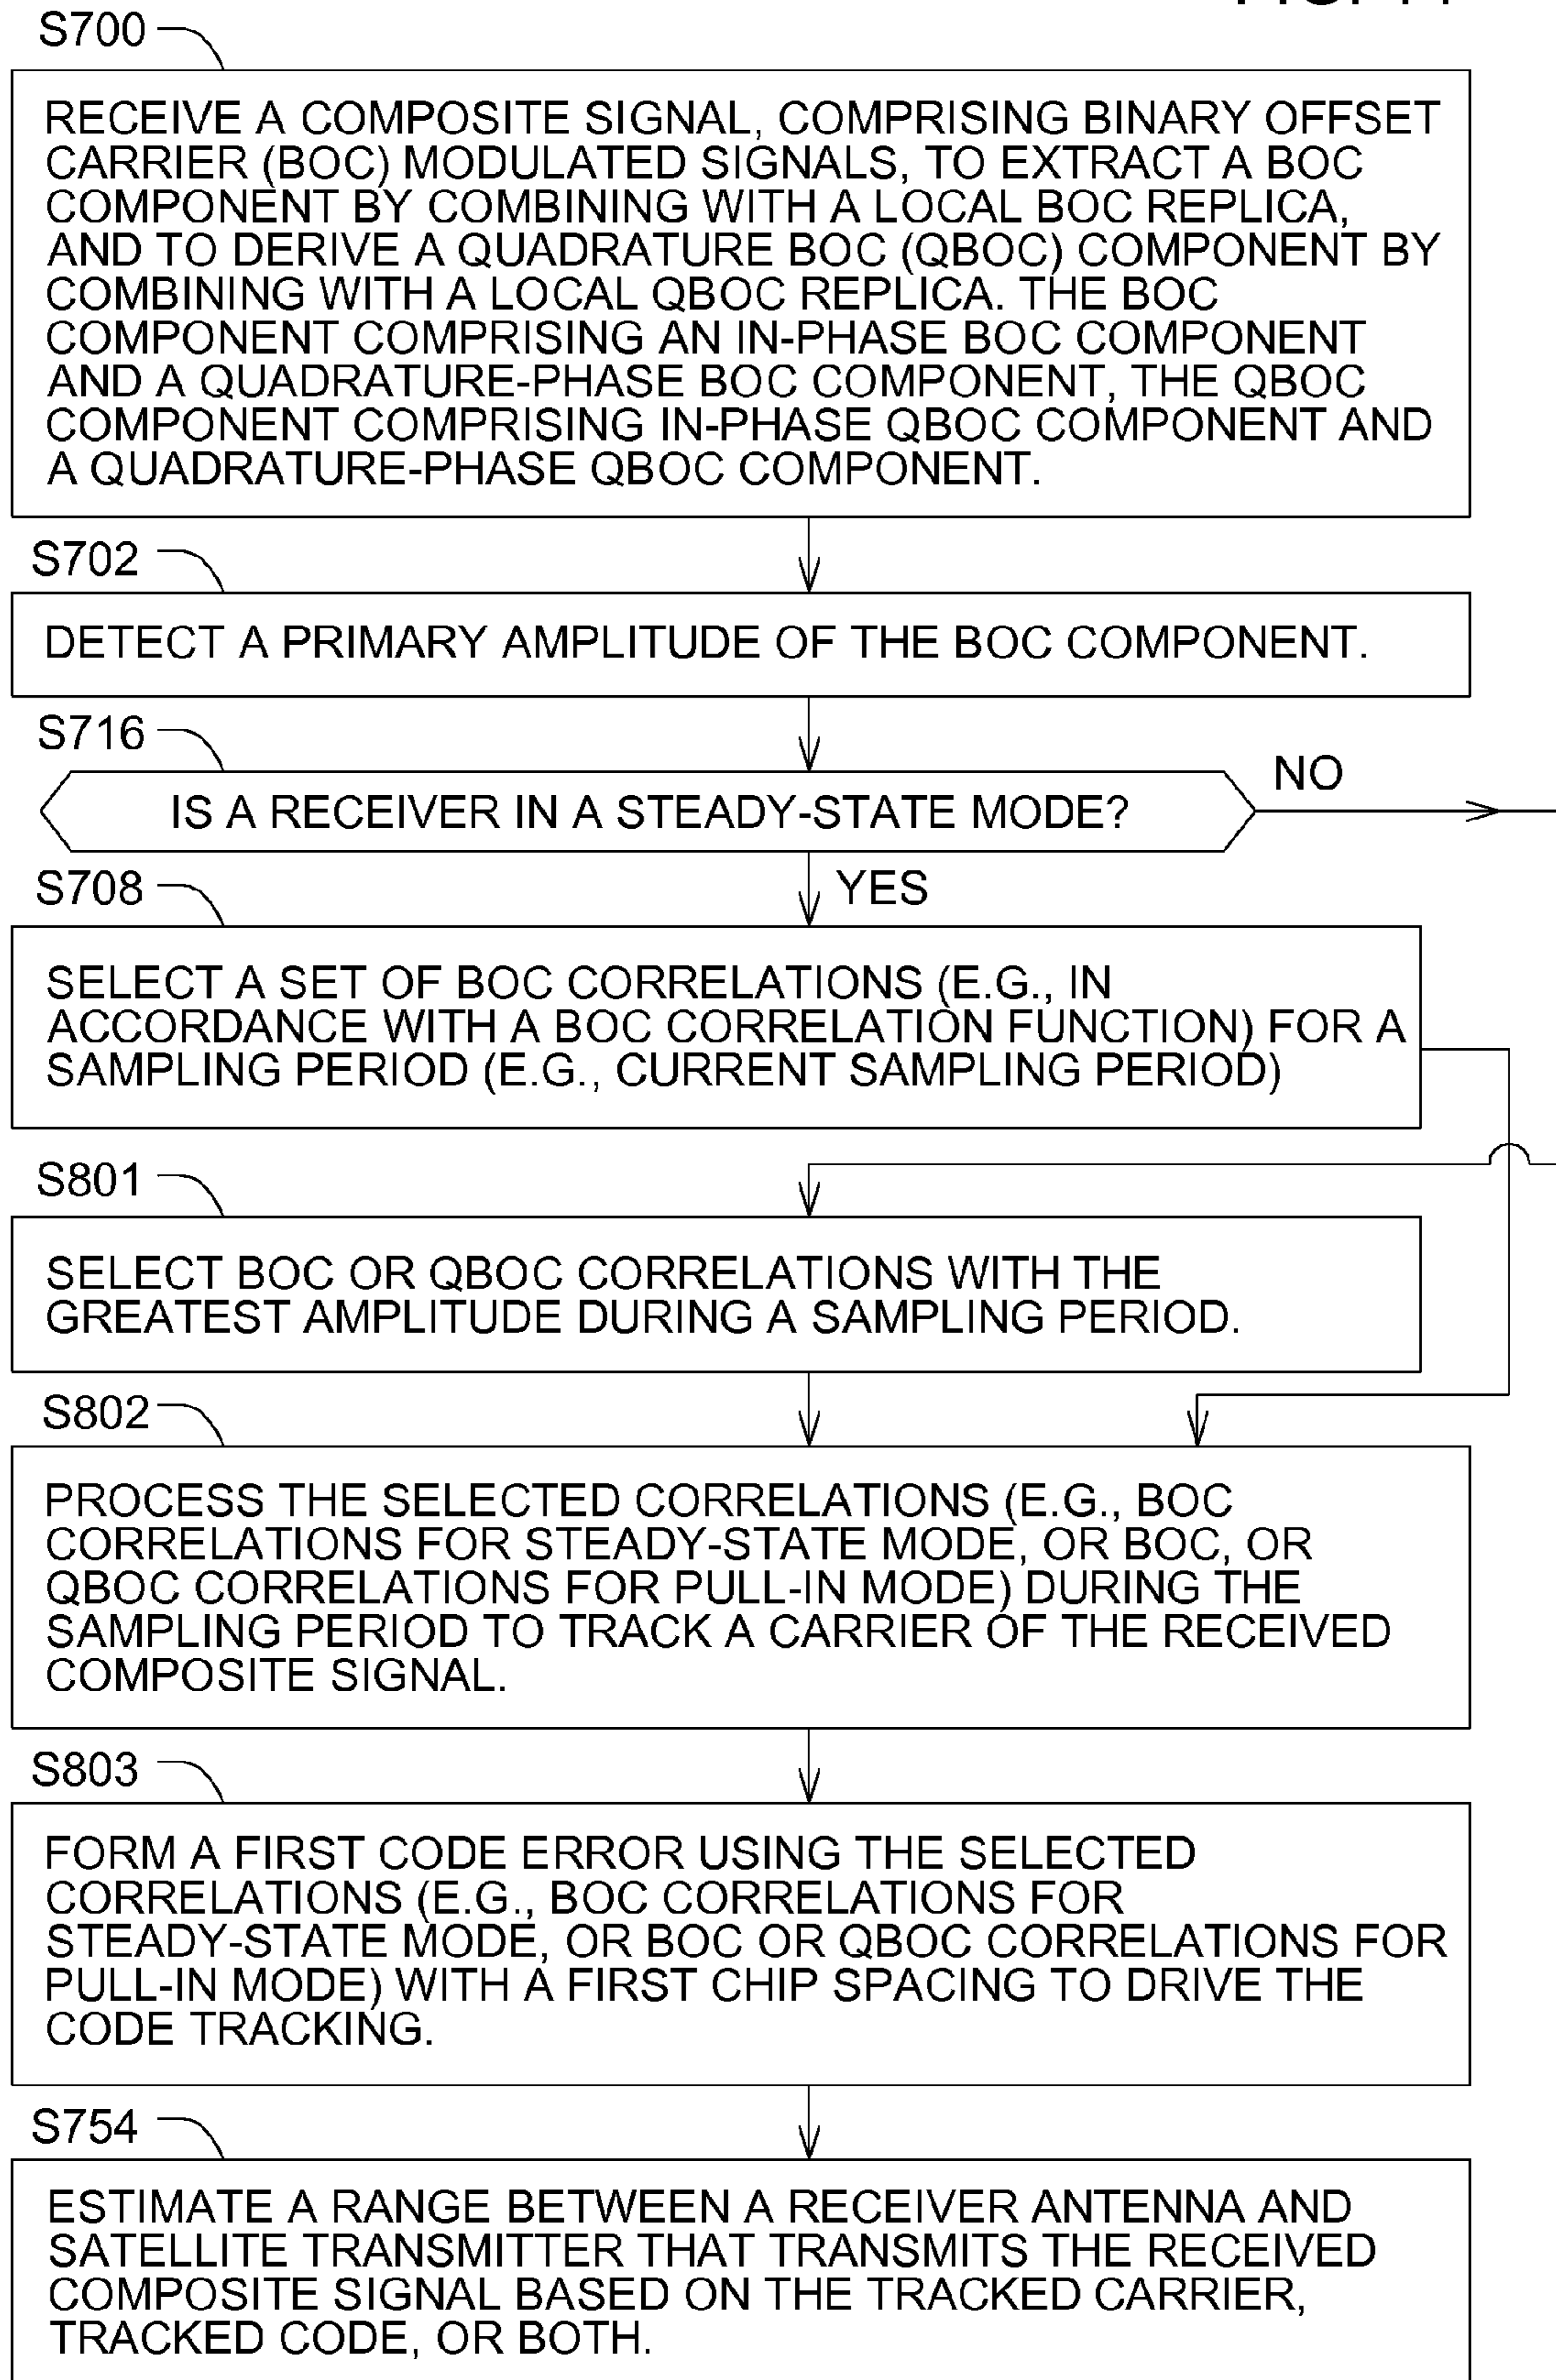 S700
RECEIVE A COMPOSITE SIGNAL, COMPRISING BINARY OFFSET
CARRIER (BOC) MODULATED SIGNALS, TO EXTRACT A BOC
COMPONENT BY COMBINING WITH A LOCAL BOC REPLICA,
AND TO DERIVE A QUADRATURE BOC (QBOC) COMPONENT BY
COMBINING WITH A LOCAL QBOC REPLICA. THE BOC
COMPONENT COMPRISING AN IN-PHASE BOC COMPONENT
AND A QUADRATURE-PHASE BOC COMPONENT, THE QBOC
COMPONENT COMPRISING IN-PHASE QBOC COMPONENT AND
A QUADRATURE-PHASE QBOC COMPONENT.
S702
DETECT A PRIMARY AMPLITUDE OF THE BOC COMPONENT.
S716
IS A RECEIVER IN A STEADY-STATE MODE?
NO
YES
S708
SELECT A SET OF BOC CORRELATIONS (E.G., IN
ACCORDANCE WITH A BOC CORRELATION FUNCTION) FOR A
SAMPLING PERIOD (E.G., CURRENT SAMPLING PERIOD)
S801
SELECT BOC OR QBOC CORRELATIONS WITH THE
GREATEST AMPLITUDE DURING A SAMPLING PERIOD.
S802
PROCESS THE SELECTED CORRELATIONS (E.G., BOC
CORRELATIONS FOR STEADY-STATE MODE, OR BOC, OR
QBOC CORRELATIONS FOR PULL-IN MODE) DURING THE
SAMPLING PERIOD TO TRACK A CARRIER OF THE RECEIVED
COMPOSITE SIGNAL.
S803
FORM A FIRST CODE ERROR USING THE SELECTED
CORRELATIONS (E.G., BOC CORRELATIONS FOR
STEADY-STATE MODE, OR BOC OR QBOC CORRELATIONS FOR
PULL-IN MODE) WITH A FIRST CHIP SPACING TO DRIVE THE
CODE TRACKING.
S754
ESTIMATE A RANGE BETWEEN A RECEIVER ANTENNA AND
SATELLITE TRANSMITTER THAT TRANSMITS THE RECEIVED
COMPOSITE SIGNAL BASED ON THE TRACKED CARRIER,
TRACKED CODE, OR BOTH.